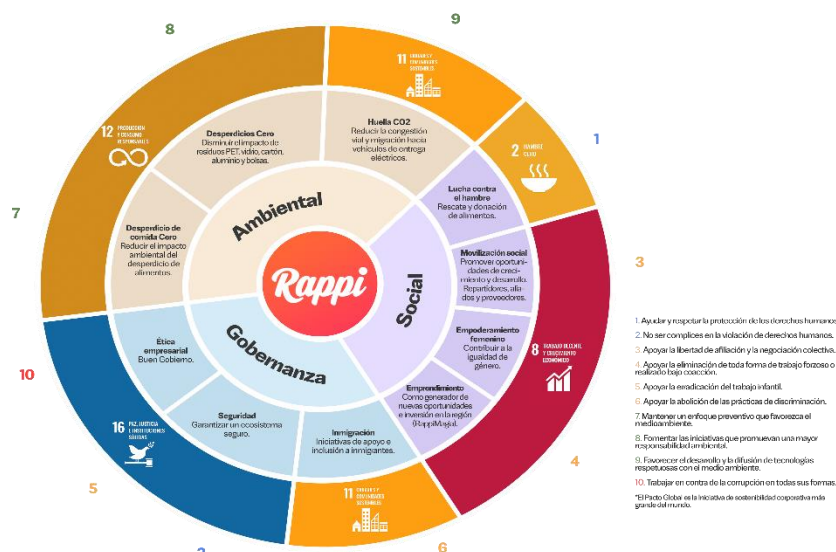 8
9
1
7
3
10
4
5
6
11 CIUDADES Y
COMUNIDADES
SOSTENIBLES
12 PRODUCCIÓN
Y CONSUMO
RESPONSABLES
2 HAMBRE
CERO
Desperdicios Cero
Disminuir el impacto de
residuos PET, vidrio, cartón,
aluminio y bolsas.
Huella CO2
Reducir la congestión
vial y migración hacia
vehículos de entrega
eléctricos.
Lucha contra
el hambre
Rescate y donación
de alimentos.
Desperdicio de
comida Cero
Reducir el impacto
ambiental del
desperdicio de
alimentos.
Ambiental
Rappi
Social
Gobernanza
Movilización social
Promover oportuni-
dades de creci-
miento y desarrollo.
Repartidores, alia-
dos y proveedores.
Empoderamiento
femenino
Contribuir a la
igualdad de
género.
8 TRABAJO DECENTE
Y CRECIMIENTO
ECONÓMICO
Ética
empresarial
Buen Gobierno.
Emprendimiento
Como generador de
nuevas oportunidades
e inversión en la región
(RappiMagia).
Seguridad
Garantizar un ecosistema
seguro.
Inmigración
Iniciativas de apoyo e
inclusión a inmigrantes.
16 PAZ, JUSTICIA
E INSTITUCIONES
SÓLIDAS
11 CIUDADES Y
COMUNIDADES
SOSTENIBLES
1. Ayudar y respetar la protección de los derechos humanos
2. No ser complices en la violación de derechos humanos.
3. Apoyar la libertad de afiliación y la negociación colectiva.
4. Apoyar la eliminación de toda forma de trabajo forzoso o
realizado bajo coacción.
5. Apoyar la eradicación del trabajo infantil.
6. Apoyar la abolición de las prácticas de discriminación.
7. Mantener un enfoque preventivo que favorezca el
medioambiente.
8. Fomentar las iniciativas que promuevan una mayor
responsabilidad ambiental.
9. Favorecer el desarrollo y la difusión de tecnologías
respetuosas con el medio ambiente.
10. Trabajar en contra de la corrupción en todas sus formas.
*El Pacto Global es la Iniciativa de sostenibilidad corporativa más
grande del mundo.